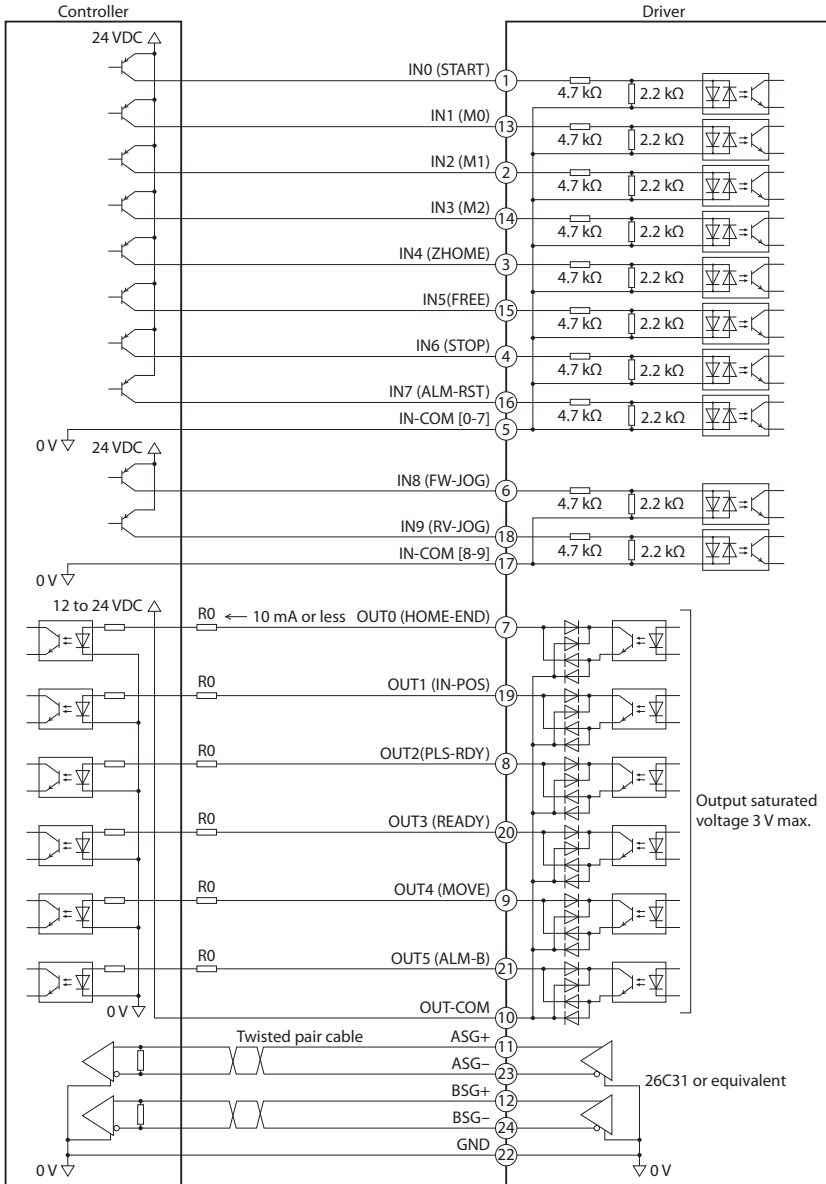 Controller
Driver
24 VDC
IN0 (START)
1
4.7 kΩ
2.2 kΩ
IN1 (M0)
13
4.7 kΩ
2.2 kΩ
IN2 (M1)
2
4.7 kΩ
2.2 kΩ
IN3 (M2)
14
4.7 kΩ
2.2 kΩ
IN4 (ZHOME)
3
4.7 kΩ
2.2 kΩ
IN5(FREE)
15
4.7 kΩ
2.2 kΩ
IN6 (STOP)
4
4.7 kΩ
2.2 kΩ
IN7 (ALM-RST)
16
4.7 kΩ
2.2 kΩ
IN-COM [0-7]
5
0 V
24 VDC
IN8 (FW-JOG)
6
4.7 kΩ
2.2 kΩ
IN9 (RV-JOG)
18
4.7 kΩ
2.2 kΩ
IN-COM [8-9]
17
0 V
12 to 24 VDC
R0
10 mA or less
OUT0 (HOME-END)
7
R0
OUT1 (IN-POS)
19
R0
OUT2(PLS-RDY)
8
Output saturated
voltage 3 V max.
R0
OUT3 (READY)
20
R0
OUT4 (MOVE)
9
R0
OUT5 (ALM-B)
21
0 V
OUT-COM
10
Twisted pair cable
ASG+
11
ASG–
23
26C31 or equivalent
BSG+
12
BSG–
24
GND
22
0 V
0 V